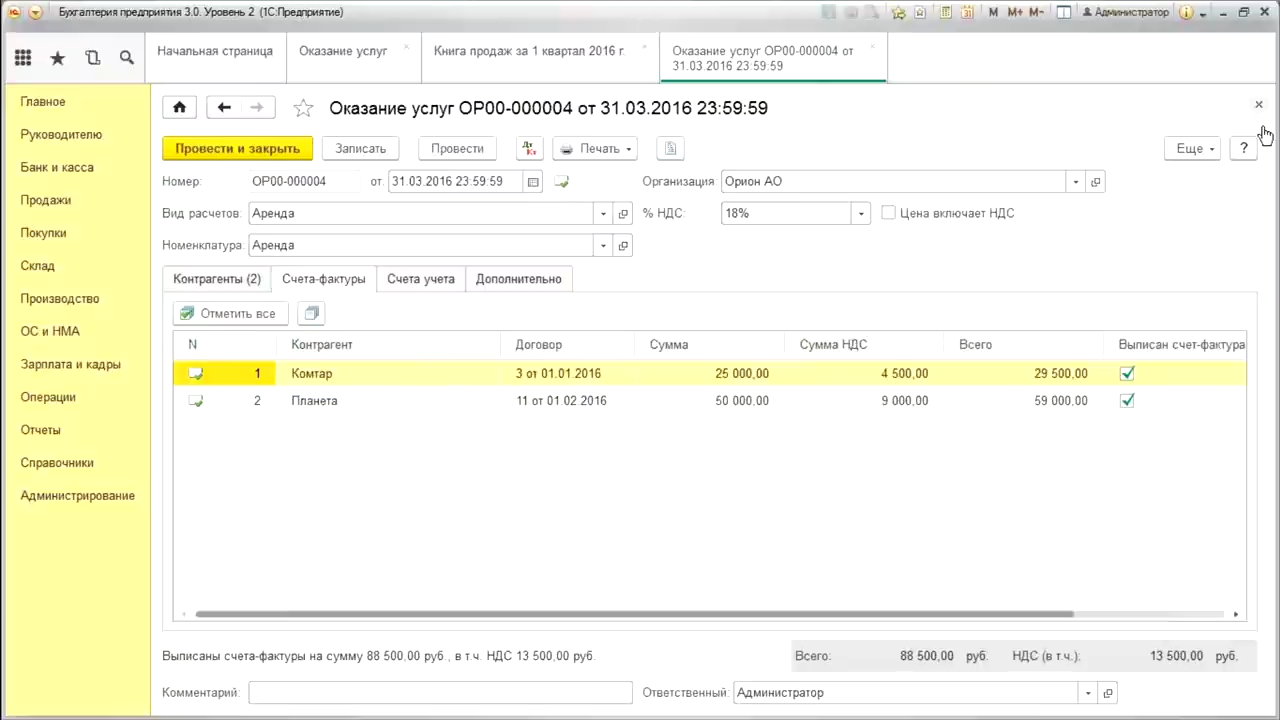 Бухгалтерия предприятия 3.0. Уровень 2 (1С:Предприятие)
М М+ М-
Администратор
Начальная страница
Оказание услуг
Книга продаж за 1 квартал 2016 г.
Оказание услуг ОР00-000004 от
31.03.2016 23:59:59
Главное
Руководителю
Банк и касса
Продажи
Покупки
Склад
Производство
ОС и НМА
Зарплата и кадры
Операции
Отчеты
Справочники
Администрирование
Оказание услуг ОР00-000004 от 31.03.2016 23:59:59
Провести и закрыть
Записать
Провести
Дт Кт
Печать
Еще
?
Номер: ОР00-000004 от: 31.03.2016 23:59:59 Организация: Орион АО
Вид расчетов: Аренда % НДС: 18% Цена включает НДС
Номенклатура: Аренда
Контрагенты (2) Счета-фактуры Счета учета Дополнительно
Отметить все
N Контрагент Договор Сумма Сумма НДС Всего Выписан счет-фактура
1 Комтар 3 от 01.01.2016 25 000,00 4 500,00 29 500,00
2 Планета 11 от 01.02.2016 50 000,00 9 000,00 59 000,00
Выписаны счета-фактуры на сумму 88 500,00 руб., в т.ч. НДС 13 500,00 руб.
Всего: 88 500,00 руб. НДС (в т.ч.): 13 500,00 руб.
Комментарий: Ответственный: Администратор